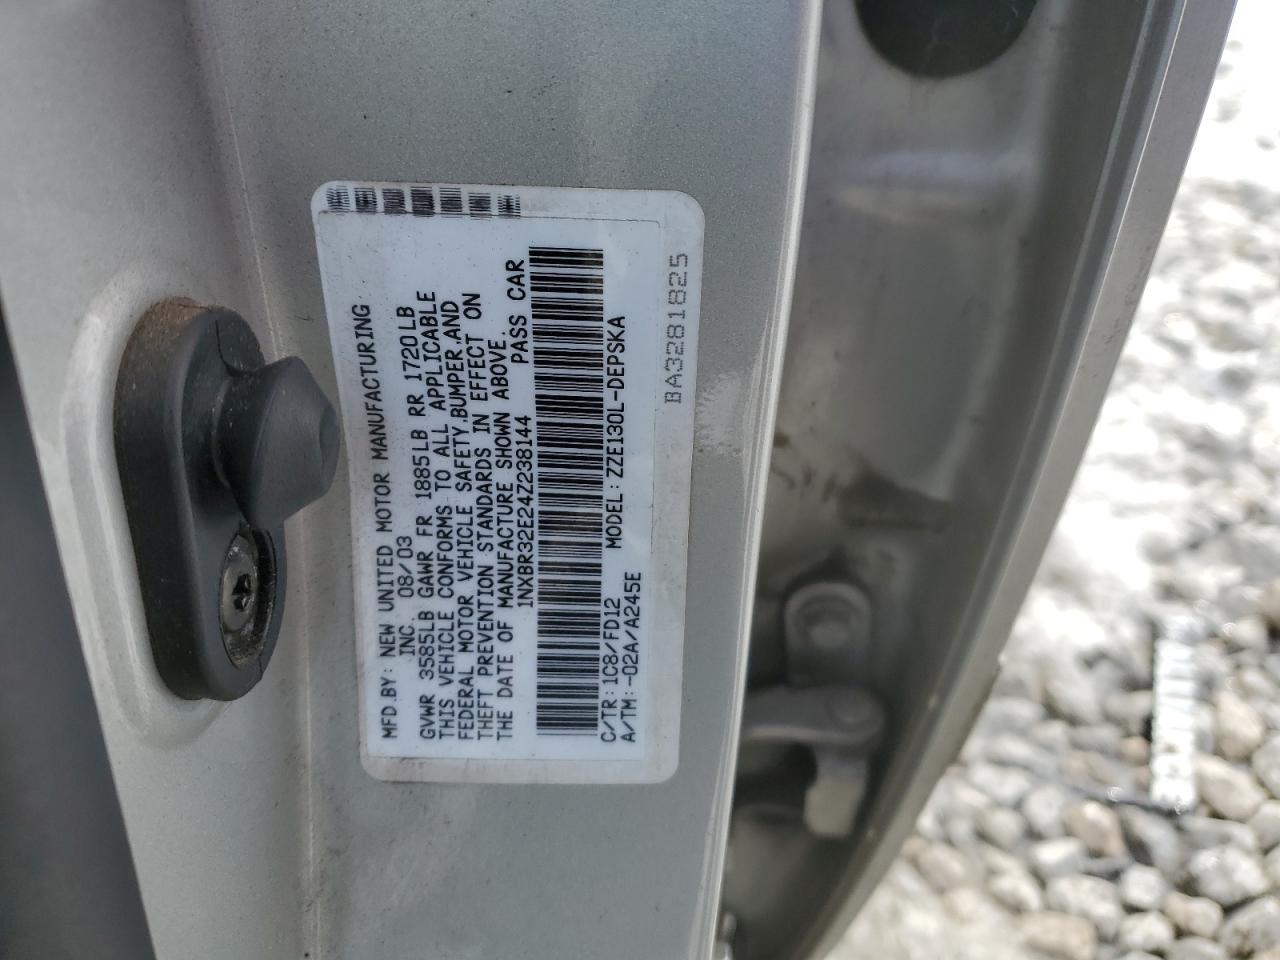 MFD.BY: NEW UNITED MOTOR MANUFACTURING
INC. 08/03
GVWR 3585LB GAWR FR 1885LB RR 1720LB
THIS VEHICLE CONFORMS TO ALL APPLICABLE
FEDERAL MOTOR VEHICLE SAFETY,BUMPER,AND
THEFT PREVENTION STANDARDS IN EFFECT ON
THE DATE OF MANUFACTURE SHOWN ABOVE.
1NXBR32E24Z238144 PASS CAR
C/TR:1C8/FD12 MODEL:ZZE130L-DEPSKA
A/TM:-02A/A245E
BA3281825